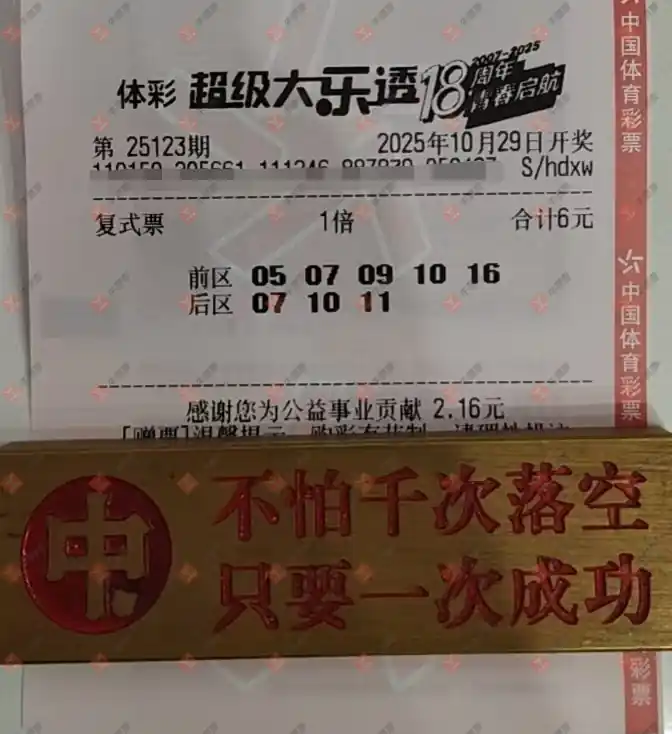 体彩 超级大乐透 18周年 2007-2025 青春启航
第 25123期 2025年10月29日开奖
S/hdxw
复式票 1倍 合计6元
前区 05 07 09 10 16
后区 07 10 11
感谢您为公益事业贡献 2.16元
中国体育彩票
中国体育彩票
彩票
中
不怕千次落空
只要一次成功